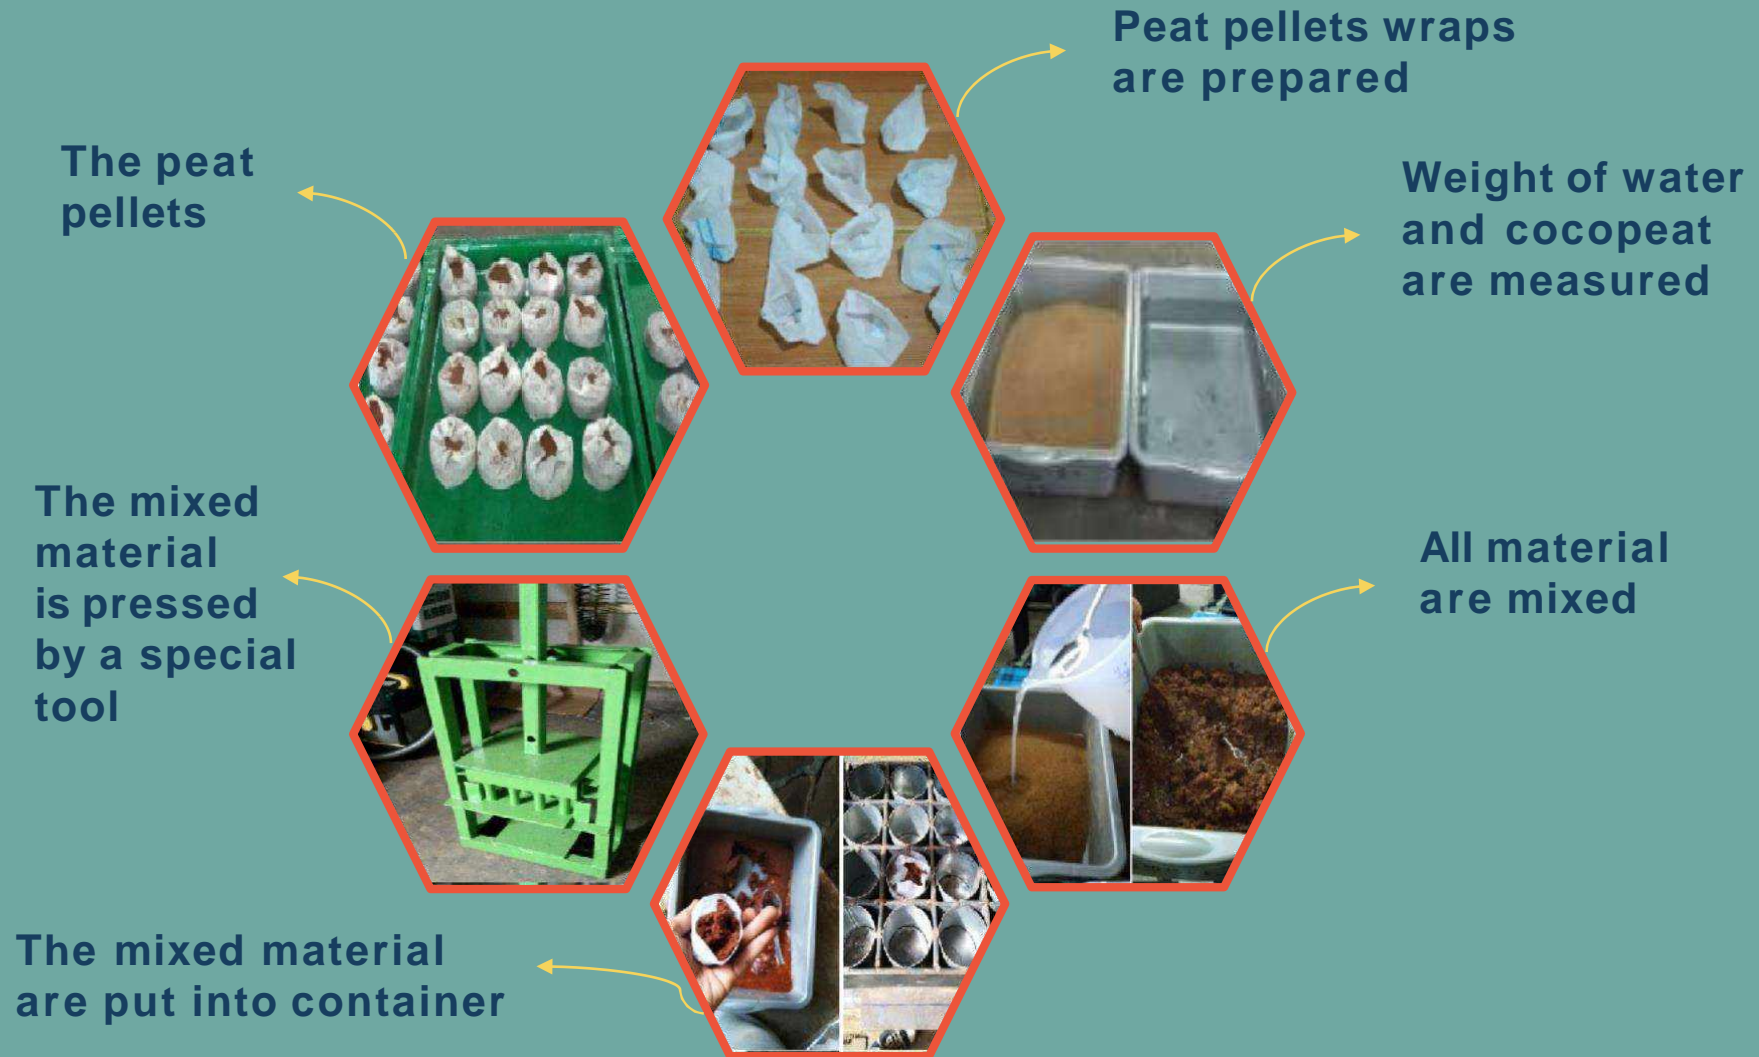 Peat pellets wraps
are prepared
Weight of water
and cocopeat
are measured
All material
are mixed
The mixed material
are put into container
The mixed
material
is pressed
by a special
tool
The peat
pellets